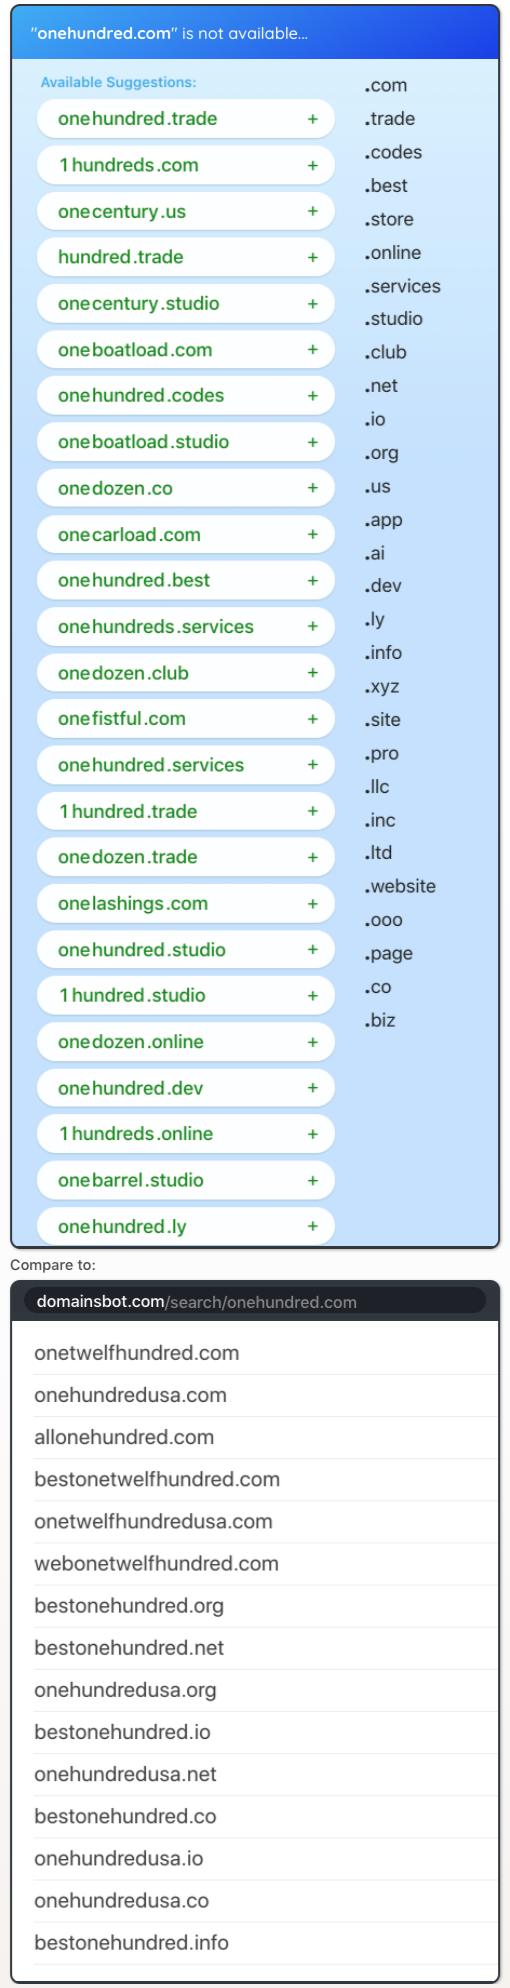 "onehundred.com" is not available...
Available Suggestions:
onehundred.trade +
1hundreds.com +
onecentury.us +
hundred.trade +
onecentury.studio +
oneboatload.com +
onehundred.codes +
oneboatload.studio +
onedozen.co +
onecarload.com +
onehundred.best +
onehundreds.services +
onedozen.club +
onefistful.com +
onehundred.services +
1hundred.trade +
onedozen.trade +
onelashings.com +
onehundred.studio +
1hundred.studio +
onedozen.online +
onehundred.dev +
1hundreds.online +
onebarrel.studio +
onehundred.ly +
.com
.trade
.codes
.best
.store
.online
.services
.studio
.club
.net
.io
.org
.us
.app
.ai
.dev
.ly
.info
.xyz
.site
.pro
.llc
.inc
.ltd
.website
.ooo
.page
.co
.biz
Compare to:
domainsbot.com/search/onehundred.com
onetwelfhundred.com
onehundredusa.com
allonehundred.com
bestonetwelfhundred.com
onetwelfhundredusa.com
webonetwelfhundred.com
bestonehundred.org
bestonehundred.net
onehundredusa.org
bestonehundred.io
onehundredusa.net
bestonehundred.co
onehundredusa.io
onehundredusa.co
bestonehundred.info